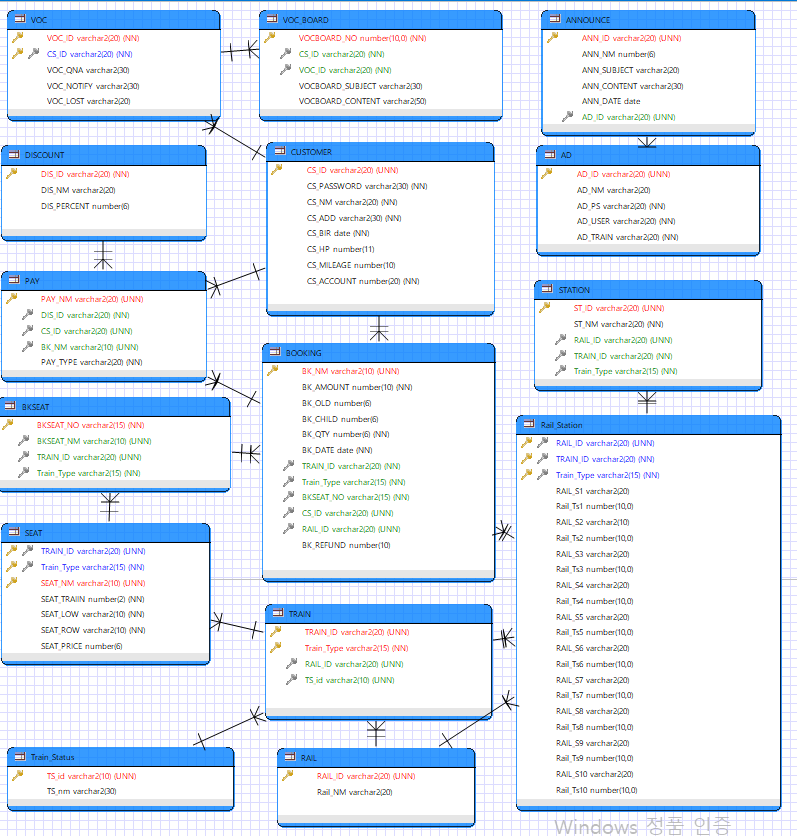 VOC
VOC_ID varchar2(20) (NN)
CS_ID varchar2(20) (NN)
VOC_QNA varchar2(30)
VOC_NOTIFY varchar2(30)
VOC_LOST varchar2(20)
VOC_BOARD
VOCBOARD_NO number(10,0) (NN)
CS_ID varchar2(20) (NN)
VOC_ID varchar2(20) (NN)
VOCBOARD_SUBJECT varchar2(30)
VOCBOARD_CONTENT varchar2(50)
ANNOUNCE
ANN_ID varchar2(20) (UNN)
ANN_NM number(6)
ANN_SUBJECT varchar2(20)
ANN_CONTENT varchar2(30)
ANN_DATE date
AD_ID varchar2(20) (UNN)
DISCOUNT
DIS_ID varchar2(20) (NN)
DIS_NM varchar2(20)
DIS_PERCENT number(6)
CUSTOMER
CS_ID varchar2(20) (UNN)
CS_PASSWORD varchar2(30) (NN)
CS_NM varchar2(20) (NN)
CS_ADD varchar2(30) (NN)
CS_BIR date (NN)
CS_HP number(11)
CS_MILEAGE number(10)
CS_ACCOUNT number(20) (NN)
AD
AD_ID varchar2(20) (UNN)
AD_NM varchar2(20)
AD_PS varchar2(20) (NN)
AD_USER varchar2(20) (NN)
AD_TRAIN varchar2(20) (NN)
PAY
PAY_NM varchar2(20) (UNN)
DIS_ID varchar2(20) (NN)
CS_ID varchar2(20) (UNN)
BK_NM varchar2(10) (UNN)
PAY_TYPE varchar2(20) (NN)
STATION
ST_ID varchar2(20) (UNN)
ST_NM varchar2(20) (NN)
RAIL_ID varchar2(20) (UNN)
TRAIN_ID varchar2(20) (NN)
Train_Type varchar2(15) (NN)
BOOKING
BK_NM varchar2(10) (UNN)
BK_AMOUNT number(10) (NN)
BK_OLD number(6)
BK_CHILD number(6)
BK_QTY number(6) (NN)
BK_DATE date (NN)
TRAIN_ID varchar2(20) (NN)
Train_Type varchar2(15) (NN)
BKSEAT_NO varchar2(15) (NN)
CS_ID varchar2(20) (UNN)
RAIL_ID varchar2(20) (UNN)
BK_REFUND number(10)
BKSEAT
BKSEAT_NO varchar2(15) (NN)
BKSEAT_NM varchar2(10) (UNN)
TRAIN_ID varchar2(20) (UNN)
Train_Type varchar2(15) (NN)
Rail_Station
RAIL_ID varchar2(20) (UNN)
TRAIN_ID varchar2(20) (NN)
Train_Type varchar2(15) (NN)
RAIL_S1 varchar2(20)
Rail_Ts1 number(10,0)
RAIL_S2 varchar2(10)
Rail_Ts2 number(10,0)
RAIL_S3 varchar2(20)
Rail_Ts3 number(10,0)
RAIL_S4 varchar2(20)
Rail_Ts4 number(10,0)
RAIL_S5 varchar2(20)
Rail_Ts5 number(10,0)
RAIL_S6 varchar2(20)
Rail_Ts6 number(10,0)
RAIL_S7 varchar2(20)
Rail_Ts7 number(10,0)
RAIL_S8 varchar2(20)
Rail_Ts8 number(10,0)
RAIL_S9 varchar2(20)
Rail_Ts9 number(10,0)
RAIL_S10 varchar2(20)
Rail_Ts10 number(10,0)
SEAT
TRAIN_ID varchar2(20) (UNN)
Train_Type varchar2(15) (NN)
SEAT_NM varchar2(10) (UNN)
SEAT_TRAIIN number(2) (NN)
SEAT_LOW varchar2(10) (NN)
SEAT_ROW varchar2(10) (NN)
SEAT_PRICE number(6)
TRAIN
TRAIN_ID varchar2(20) (UNN)
Train_Type varchar2(15) (NN)
RAIL_ID varchar2(20) (UNN)
TS_id varchar2(10) (UNN)
Train_Status
TS_id varchar2(10) (UNN)
TS_nm varchar2(30)
RAIL
RAIL_ID varchar2(20) (UNN)
Rail_NM varchar2(20)
Windows 정품 인증